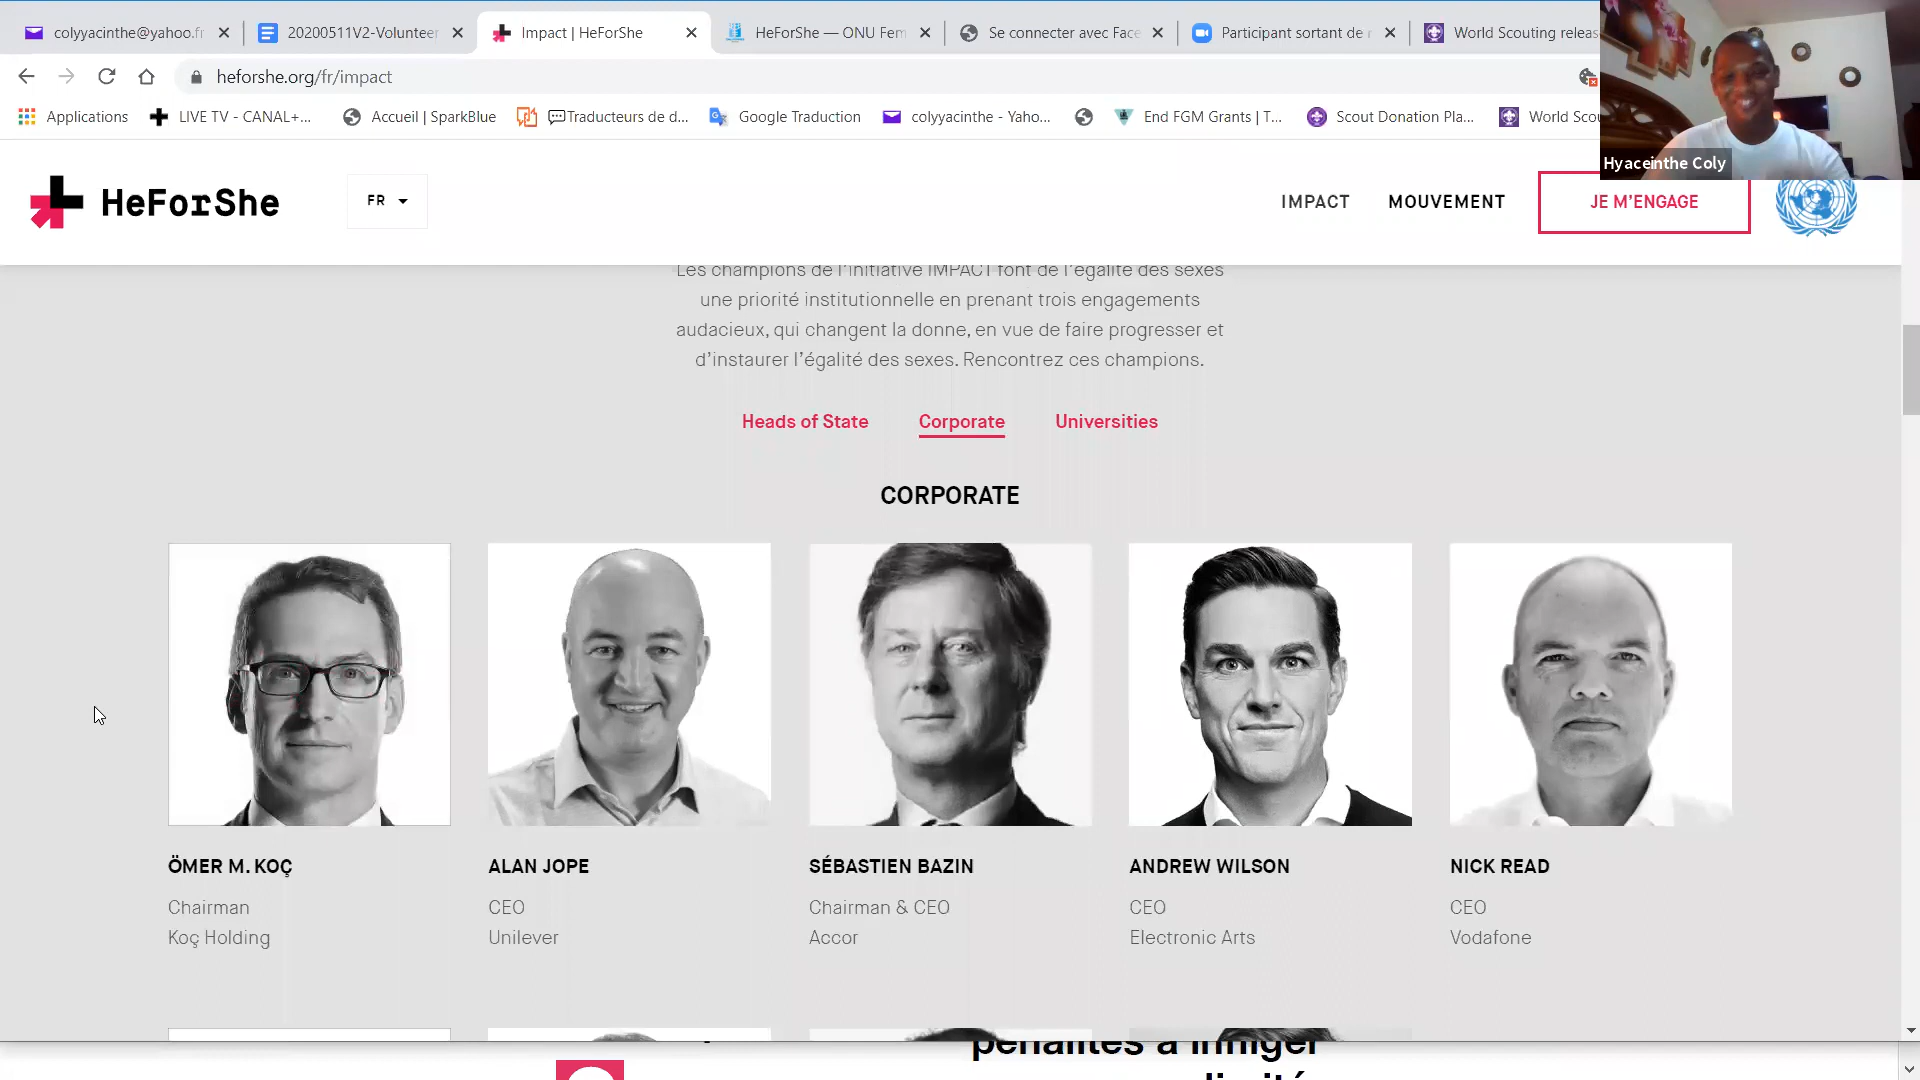 colyyacinthe@yahoo.fr
20200511V2-Volunteer
Impact | HeForShe
HeForShe — ONU Fem
Se connecter avec Face
Participant sortant de
World Scouting releas
heforshe.org/fr/impact
Applications
LIVE TV - CANAL+...
Accueil | SparkBlue
Traducteurs de d...
Google Traduction
colyyacinthe - Yaho...
End FGM Grants | T...
Scout Donation Pla...
World Scou
Hyaceinthe Coly
HeForShe
FR
IMPACT
MOUVEMENT
JE M'ENGAGE
Les champions de l'initiative IMPACT font de l'égalité des sexes
une priorité institutionnelle en prenant trois engagements
audacieux, qui changent la donne, en vue de faire progresser et
d'instaurer l'égalité des sexes. Rencontrez ces champions.
Heads of State
Corporate
Universities
CORPORATE
ÖMER M. KOÇ
Chairman
Koç Holding
ALAN JOPE
CEO
Unilever
SÉBASTIEN BAZIN
Chairman & CEO
Accor
ANDREW WILSON
CEO
Electronic Arts
NICK READ
CEO
Vodafone
pénalités à infliger